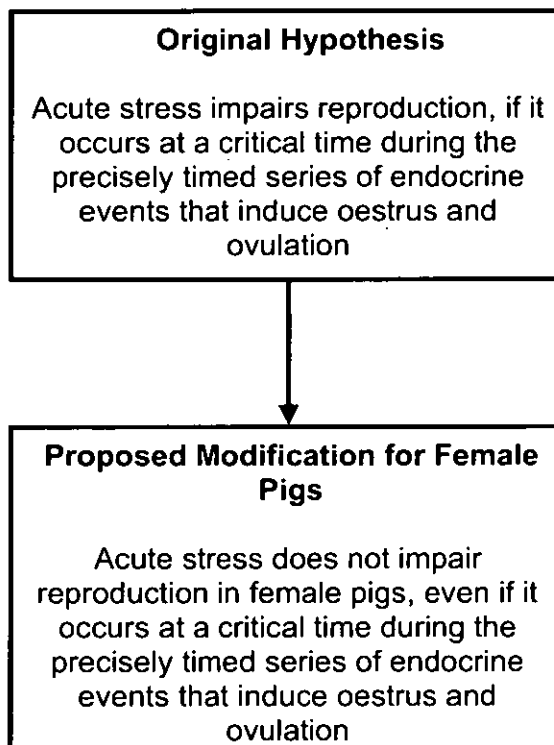 Original Hypothesis
Acute stress impairs reproduction, if it
occurs at a critical time during the
precisely timed series of endocrine
events that induce oestrus and
ovulation
Proposed Modification for Female
Pigs
Acute stress does not impair
reproduction in female pigs, even if it
occurs at a critical time during the
precisely timed series of endocrine
events that induce oestrus and
ovulation